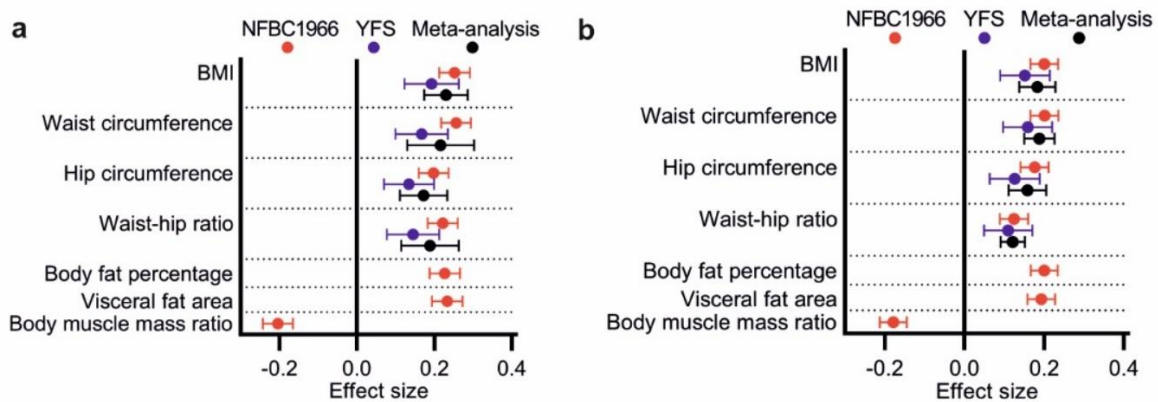 a
NFBC1966 YFS Meta-analysis
BMI
Waist circumference
Hip circumference
Waist-hip ratio
Body fat percentage
Visceral fat area
Body muscle mass ratio
-0.2 0.0 0.2 0.4
Effect size
b
NFBC1966 YFS Meta-analysis
BMI
Waist circumference
Hip circumference
Waist-hip ratio
Body fat percentage
Visceral fat area
Body muscle mass ratio
-0.2 0.0 0.2 0.4
Effect size